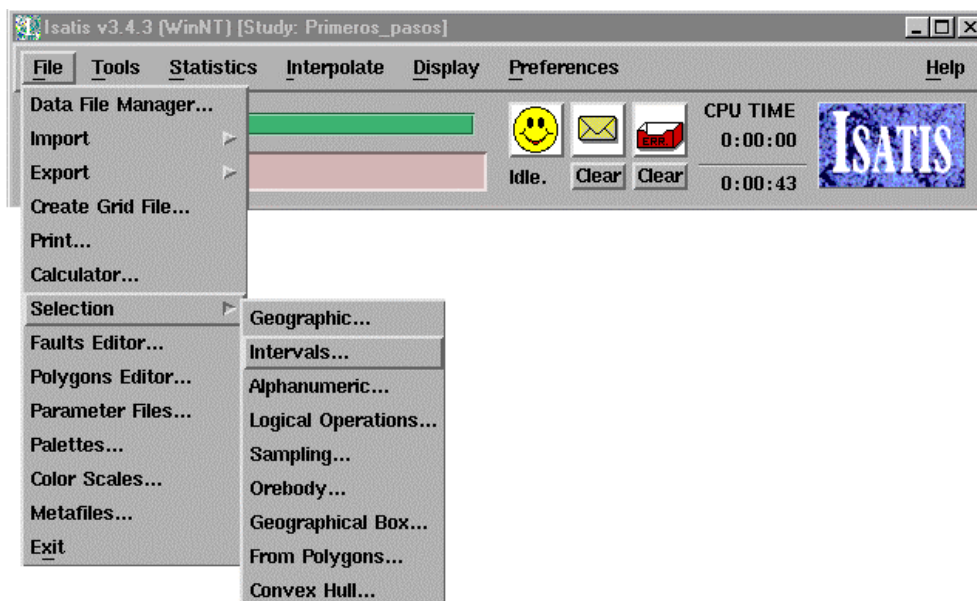 Isatis v3.4.3 (WinNT) [Study: Primeros_pasos]
File Tools Statistics Interpolate Display Preferences Help
Data File Manager...
Import
Export
Create Grid File...
Print...
Calculator...
Selection
Faults Editor...
Polygons Editor...
Parameter Files...
Palettes...
Color Scales...
Metafiles...
Exit
Geographic...
Intervals...
Alphanumeric...
Logical Operations...
Sampling...
Orebody...
Geographical Box...
From Polygons...
Convex Hull...
Idle.
Clear
ERR.
Clear
CPU TIME
0:00:00
0:00:43
ISATIS